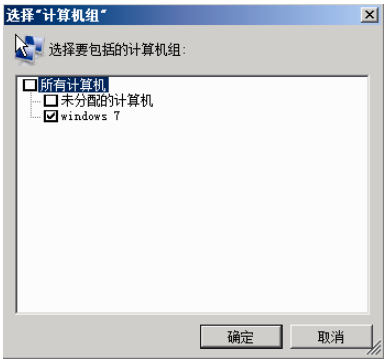 选择"计算机组"
选择要包括的计算机组:
所有计算机
未分配的计算机
windows 7
确定
取消